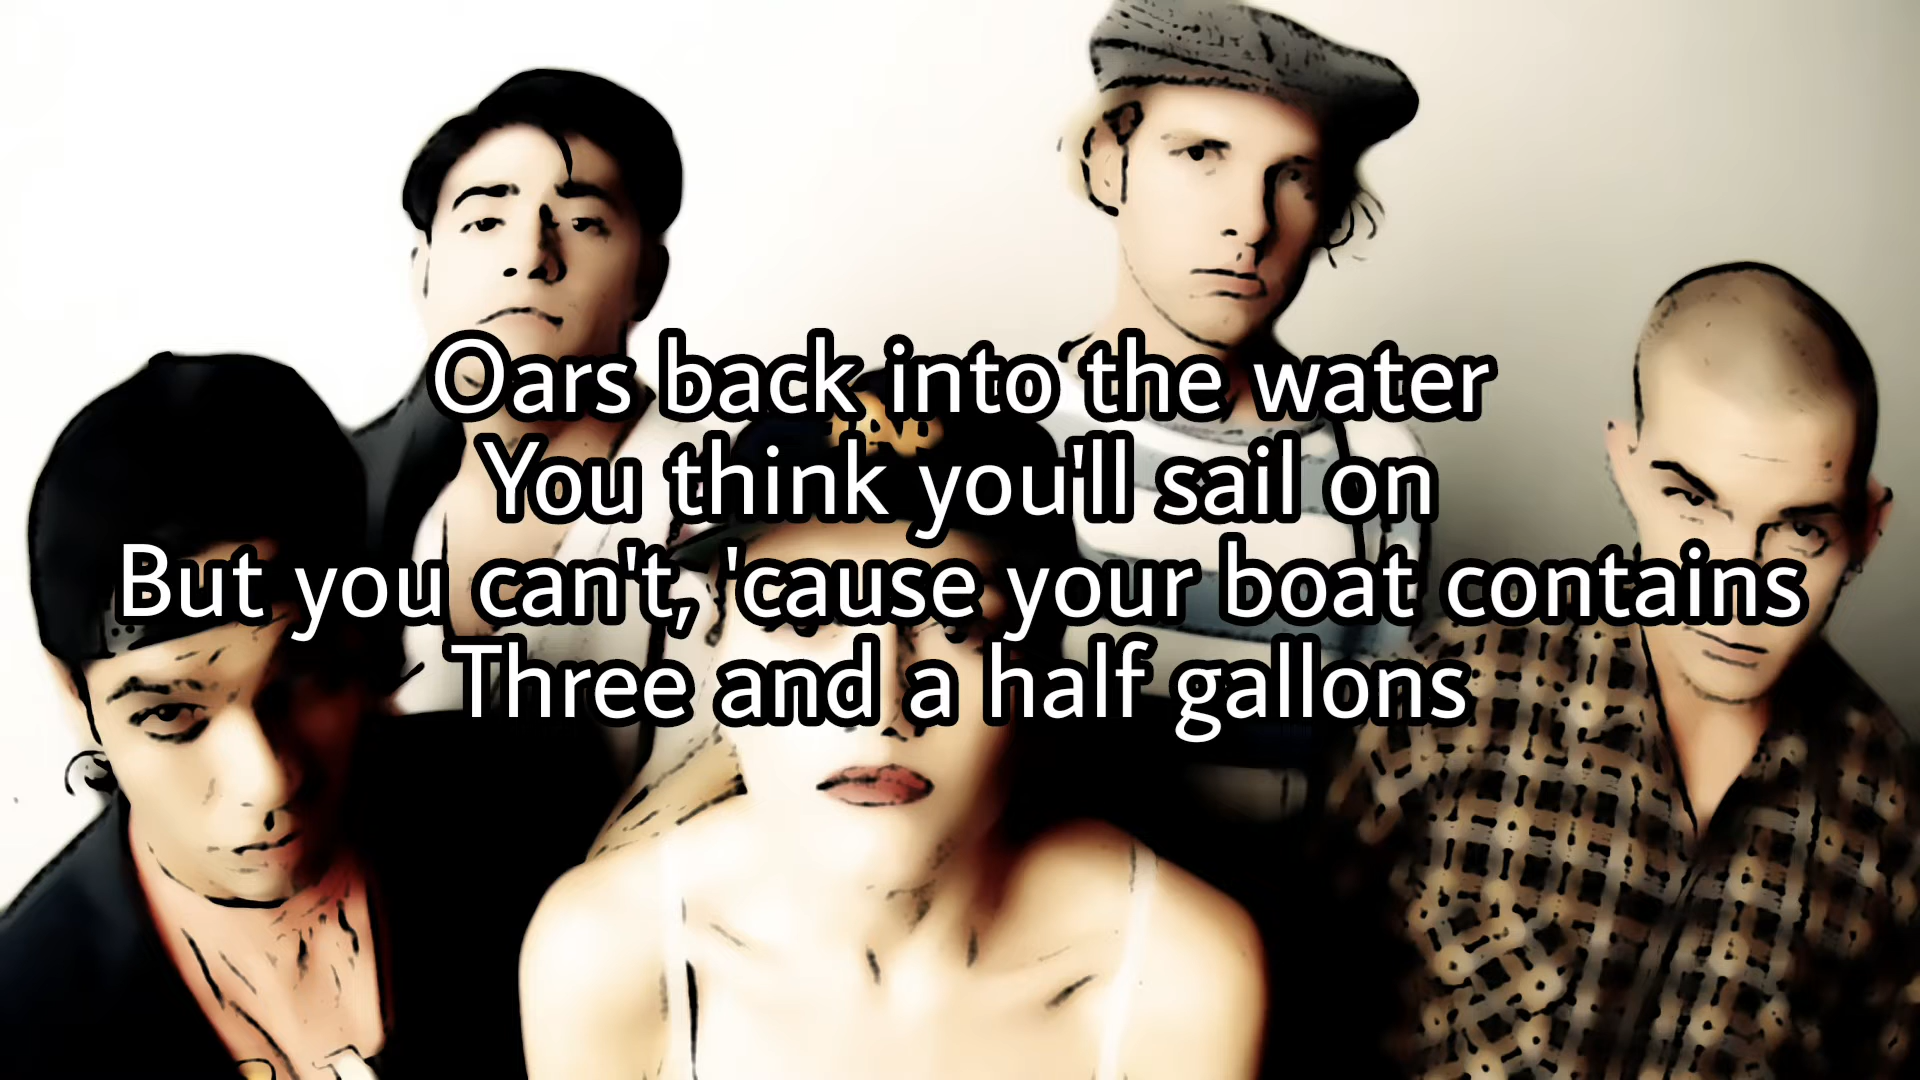 Oars back into the water
You think you'll sail on
But you can't, 'cause your boat contains
Three and a half gallons